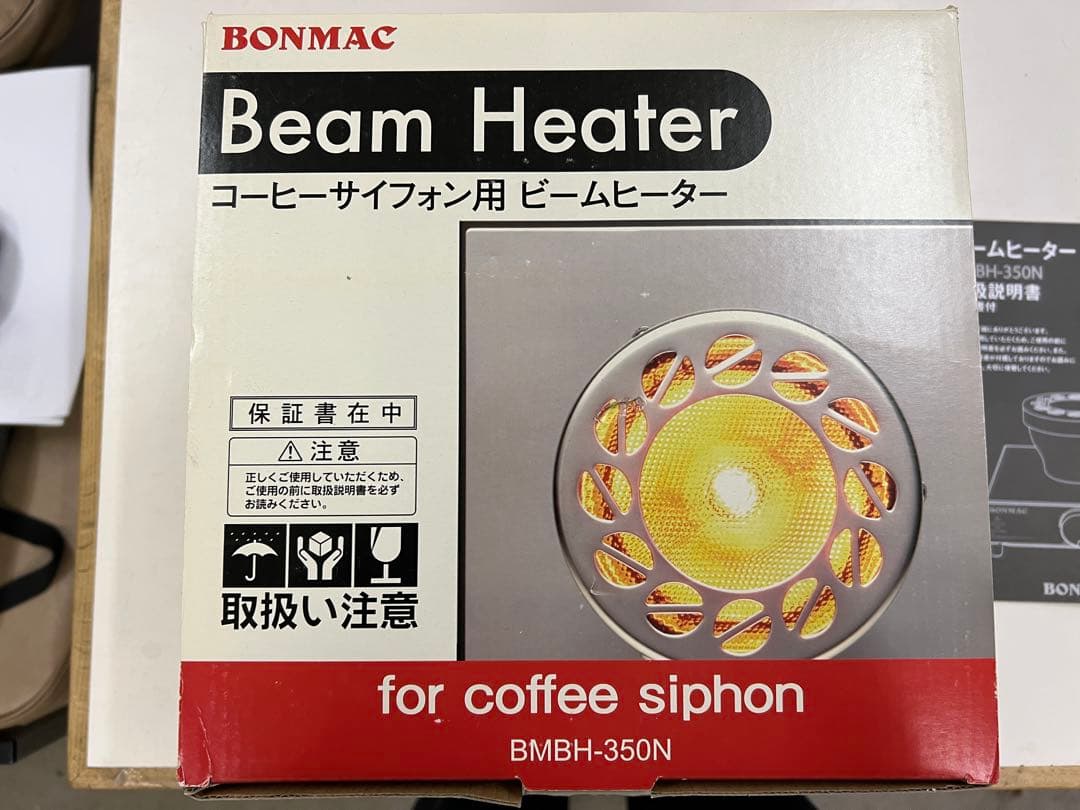 BONMAC
Beam Heater
コーヒーサイフォン用 ビームヒーター
保証書在中
注意
正しくご使用していただくため、
ご使用の前に取扱説明書を必ず
お読みください。
取扱い注意
for coffee siphon
BMBH-350N
ームヒーター
BH-350N
扱説明書
書付
BONMAC
BON